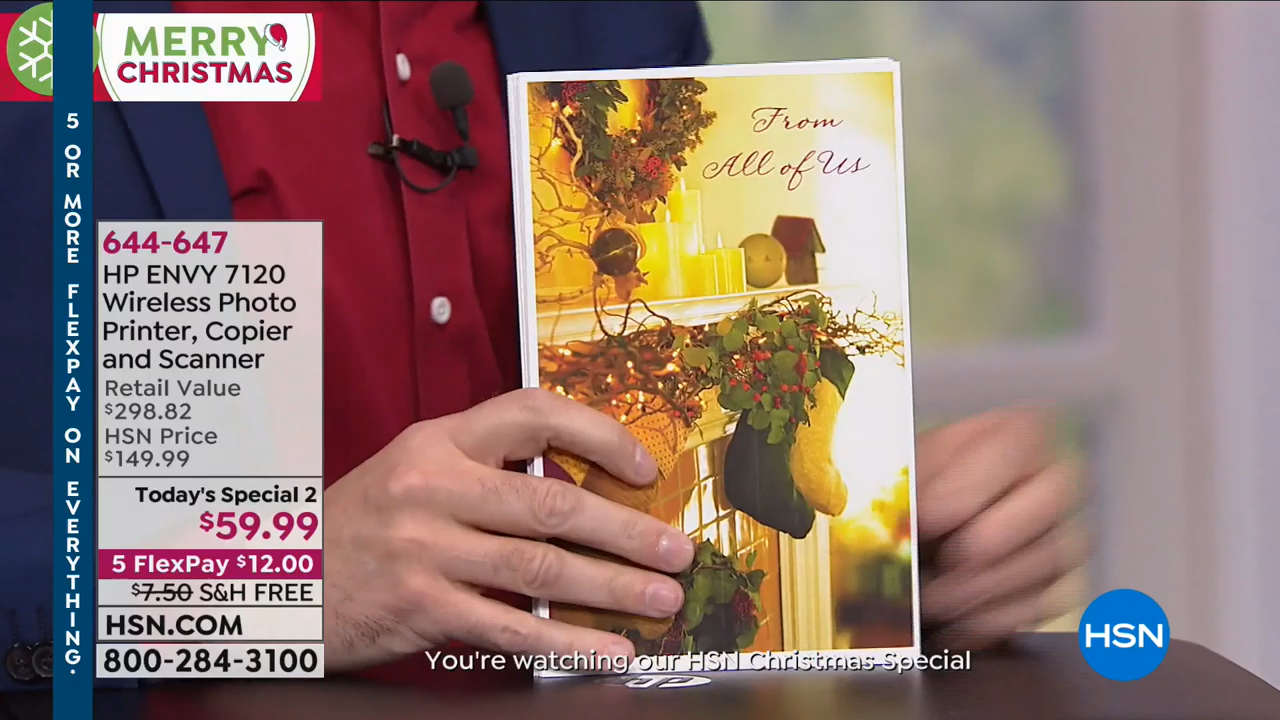 MERRY
CHRISTMAS
5 OR MORE FLEXPAY ON EVERYTHING.
644-647
HP ENVY 7120
Wireless Photo
Printer, Copier
and Scanner
Retail Value
$298.82
HSN Price
$149.99
Today's Special 2
$59.99
5 FlexPay $12.00
$7.50 S&H FREE
HSN.COM
800-284-3100
From
All of Us
You're watching our HSN Christmas Special
HSN